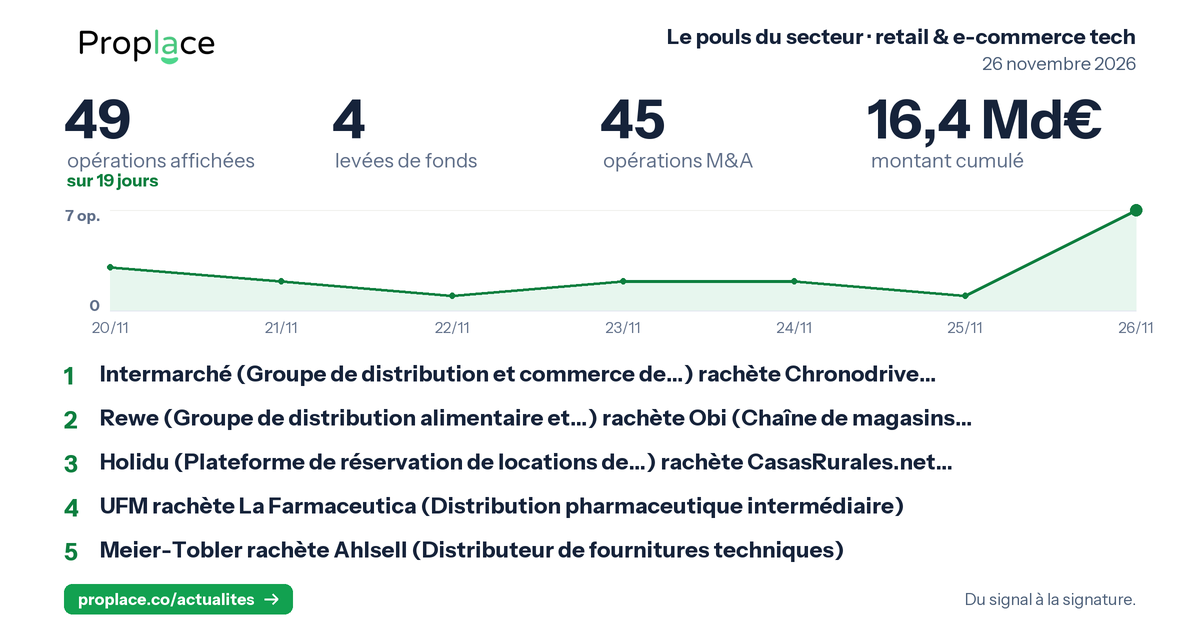 Proplace
Le pouls du secteur · retail & e-commerce tech
26 novembre 2026
49
opérations affichées
sur 19 jours
4
levées de fonds
45
opérations M&A
16,4 Md€
montant cumulé
7 op.
0
20/11 21/11 22/11 23/11 24/11 25/11 26/11
1 Intermarché (Groupe de distribution et commerce de...) rachète Chronodrive...
2 Rewe (Groupe de distribution alimentaire et...) rachète Obi (Chaîne de magasins...
3 Holidu (Plateforme de réservation de locations de...) rachète CasasRurales.net...
4 UFM rachète La Farmaceutica (Distribution pharmaceutique intermédiaire)
5 Meier-Tobler rachète Ahlsell (Distributeur de fournitures techniques)
proplace.co/actualites →
Du signal à la signature.